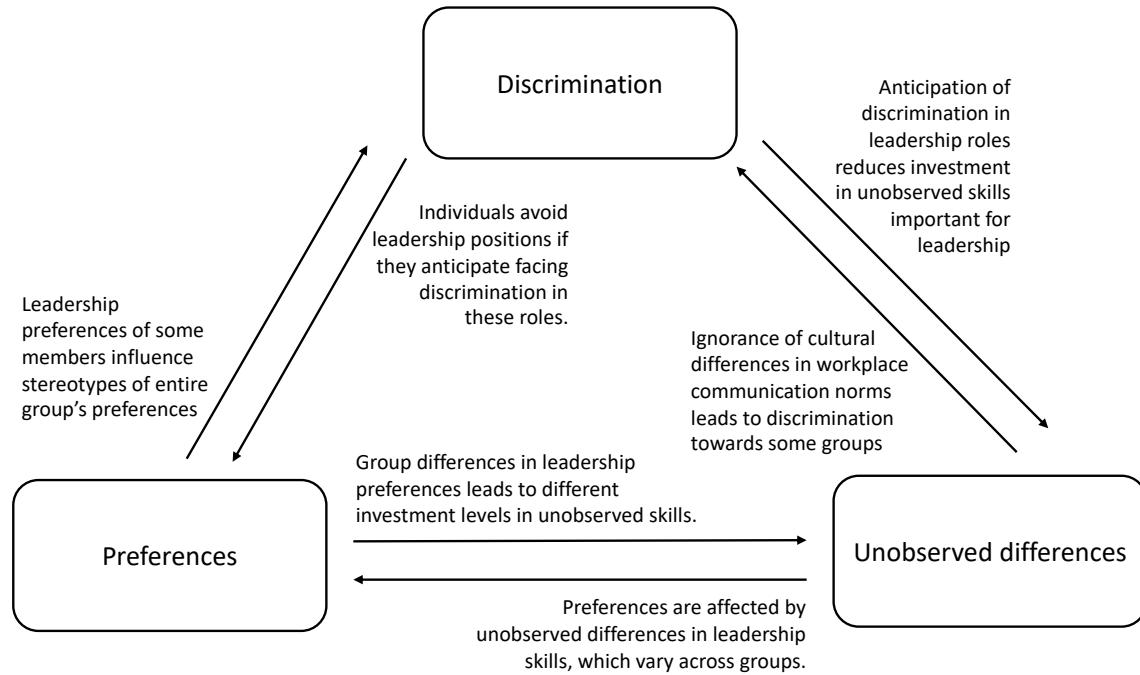 Discrimination
Anticipation of
discrimination in
leadership roles
reduces investment
in unobserved skills
important for
leadership
Individuals avoid
leadership positions if
they anticipate facing
discrimination in
these roles.
Leadership
preferences of some
members influence
stereotypes of entire
group's preferences
Ignorance of cultural
differences in workplace
communication norms
leads to discrimination
towards some groups
Group differences in leadership
preferences leads to different
investment levels in unobserved skills.
Preferences
Unobserved differences
Preferences are affected by
unobserved differences in leadership
skills, which vary across groups.